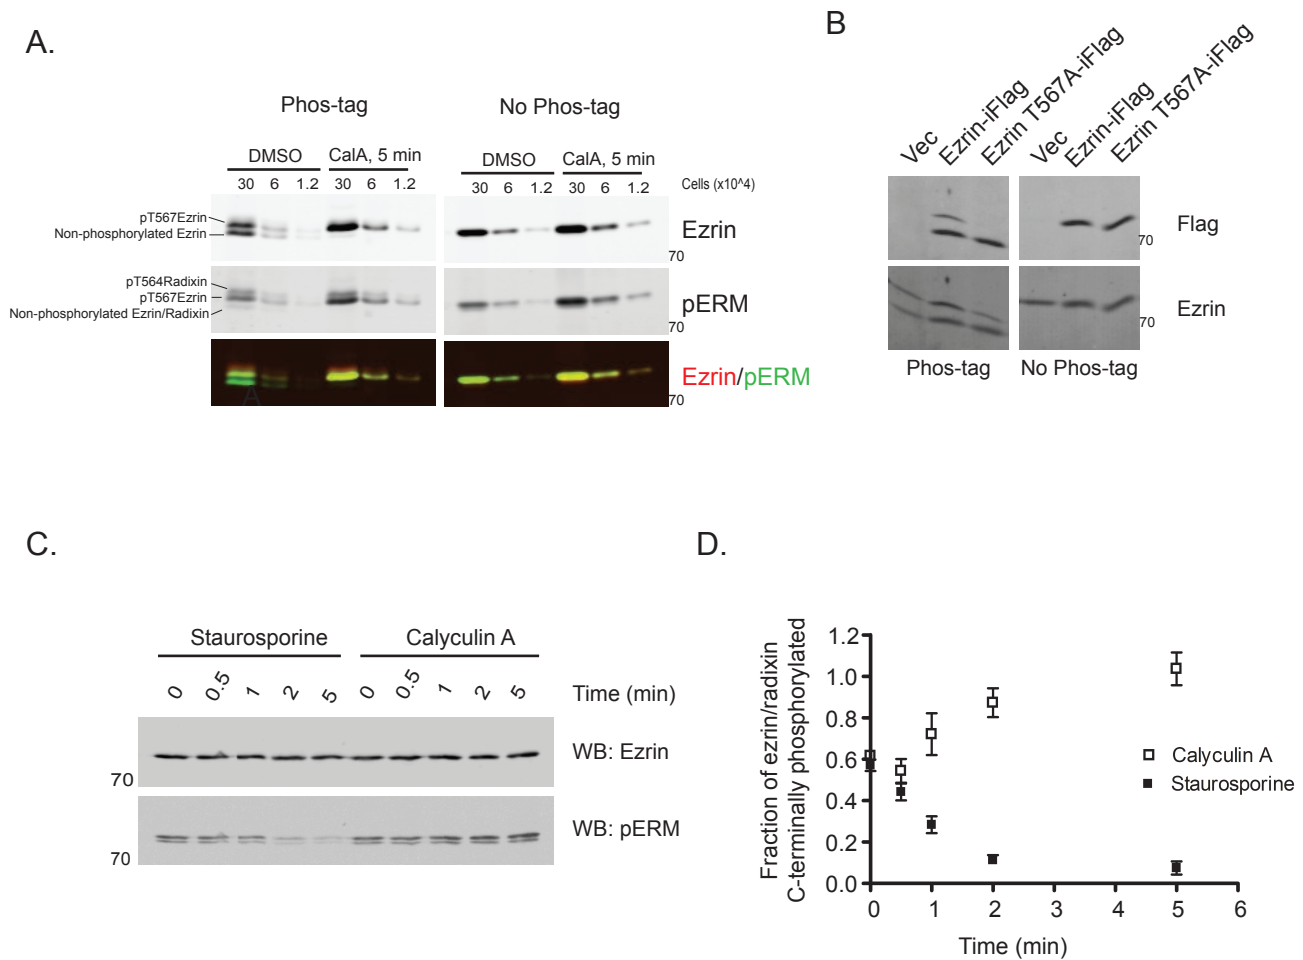 A.
Phos-tag
No Phos-tag
DMSO
CalA, 5 min
DMSO
CalA, 5 min
30 6 1.2 30 6 1.2
30 6 1.2 30 6 1.2
Cells (x10^4)
pT567Ezrin
Non-phosphorylated Ezrin
Ezrin
70
pT564Radixin
pT567Ezrin
Non-phosphorylated Ezrin/Radixin
pERM
70
Ezrin/pERM
70
A
B
Vec
Ezrin-iFlag
Ezrin T567A-iFlag
Vec
Ezrin-iFlag
Ezrin T567A-iFlag
70
Flag
70
Ezrin
Phos-tag
No Phos-tag
C.
Staurosporine
Calyculin A
0 0.5 1 2 5 0 0.5 1 2 5
Time (min)
WB: Ezrin
70
WB: pERM
70
D.
Fraction of ezrin/radixin
C-terminally phosphorylated
1.2
1.0
0.8
0.6
0.4
0.2
0.0
0 1 2 3 4 5 6
Time (min)
Calyculin A
Staurosporine